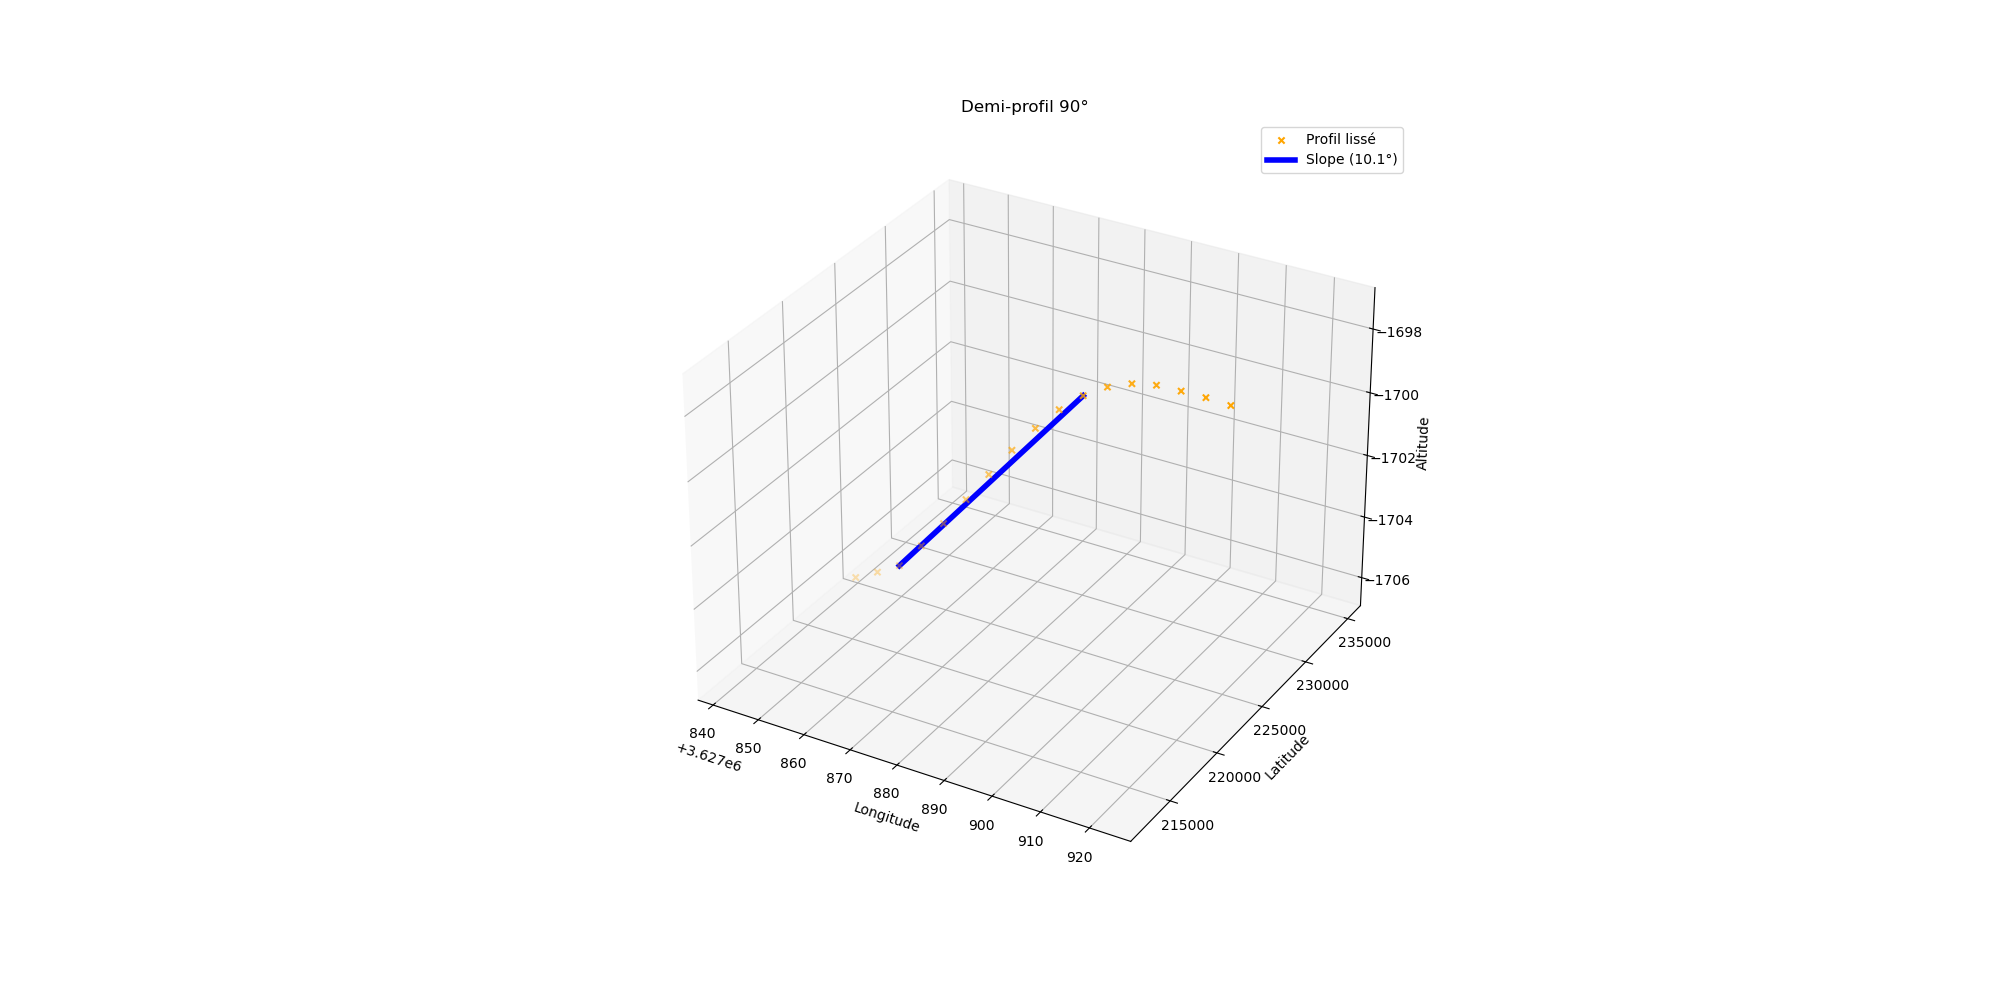 Demi-profil 90°
Profil lissé
Slope (10.1°)
−1698
−1700
−1702
−1704
−1706
Altitude
235000
230000
225000
220000
215000
Latitude
840
850
860
870
880
890
900
910
920
+3.627e6
Longitude